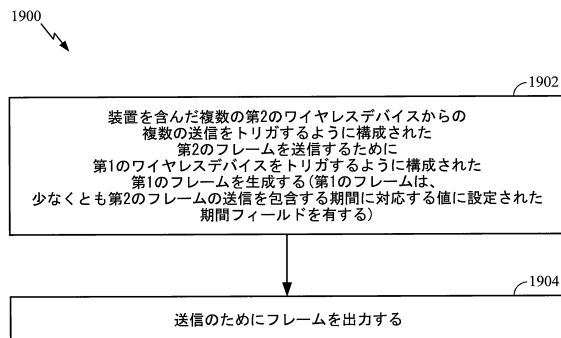 1900
1902
装置を含んだ複数の第2のワイヤレスデバイスからの
複数の送信をトリガするように構成された
第2のフレームを送信するために
第1のワイヤレスデバイスをトリガするように構成された
第1のフレームを生成する(第1のフレームは、
少なくとも第2のフレームの送信を包含する期間に対応する値に設定された
期間フィールドを有する)
1904
送信のためにフレームを出力する